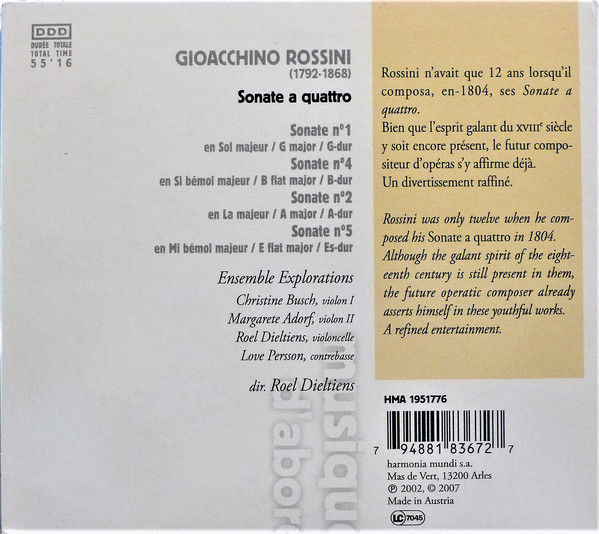 DDD
DURÉE TOTALE
TOTAL TIME
55'16
GIOACCHINO ROSSINI
(1792-1868)
Sonate a quattro
Sonate n°1
en Sol majeur / G major / G-dur
Sonate n°4
en Si bémol majeur / B flat major / B-dur
Sonate n°2
en La majeur / A major / A-dur
Sonate n°5
en Mi bémol majeur / E flat major / Es-dur
Ensemble Explorations
Christine Busch, violon I
Margarete Adorf, violon II
Roel Dieltiens, violoncelle
Love Persson, contrebasse
dir. Roel Dieltiens
musique
d'abord
Rossini n'avait que 12 ans lorsqu'il
composa, en-1804, ses Sonate a
quattro.
Bien que l'esprit galant du XVIIIe siècle
y soit encore présent, le futur compo-
siteur d'opéras s'y affirme déjà.
Un divertissement raffiné.
Rossini was only twelve when he com-
posed his Sonate a quattro in 1804.
Although the galant spirit of the eight-
eenth century is still present in them,
the future operatic composer already
asserts himself in these youthful works.
A refined entertainment.
HMA 1951776
7 94881 83672 7
harmonia mundi s.a.
Mas de Vert, 13200 Arles
℗ 2002, © 2007
Made in Austria
LC 7045